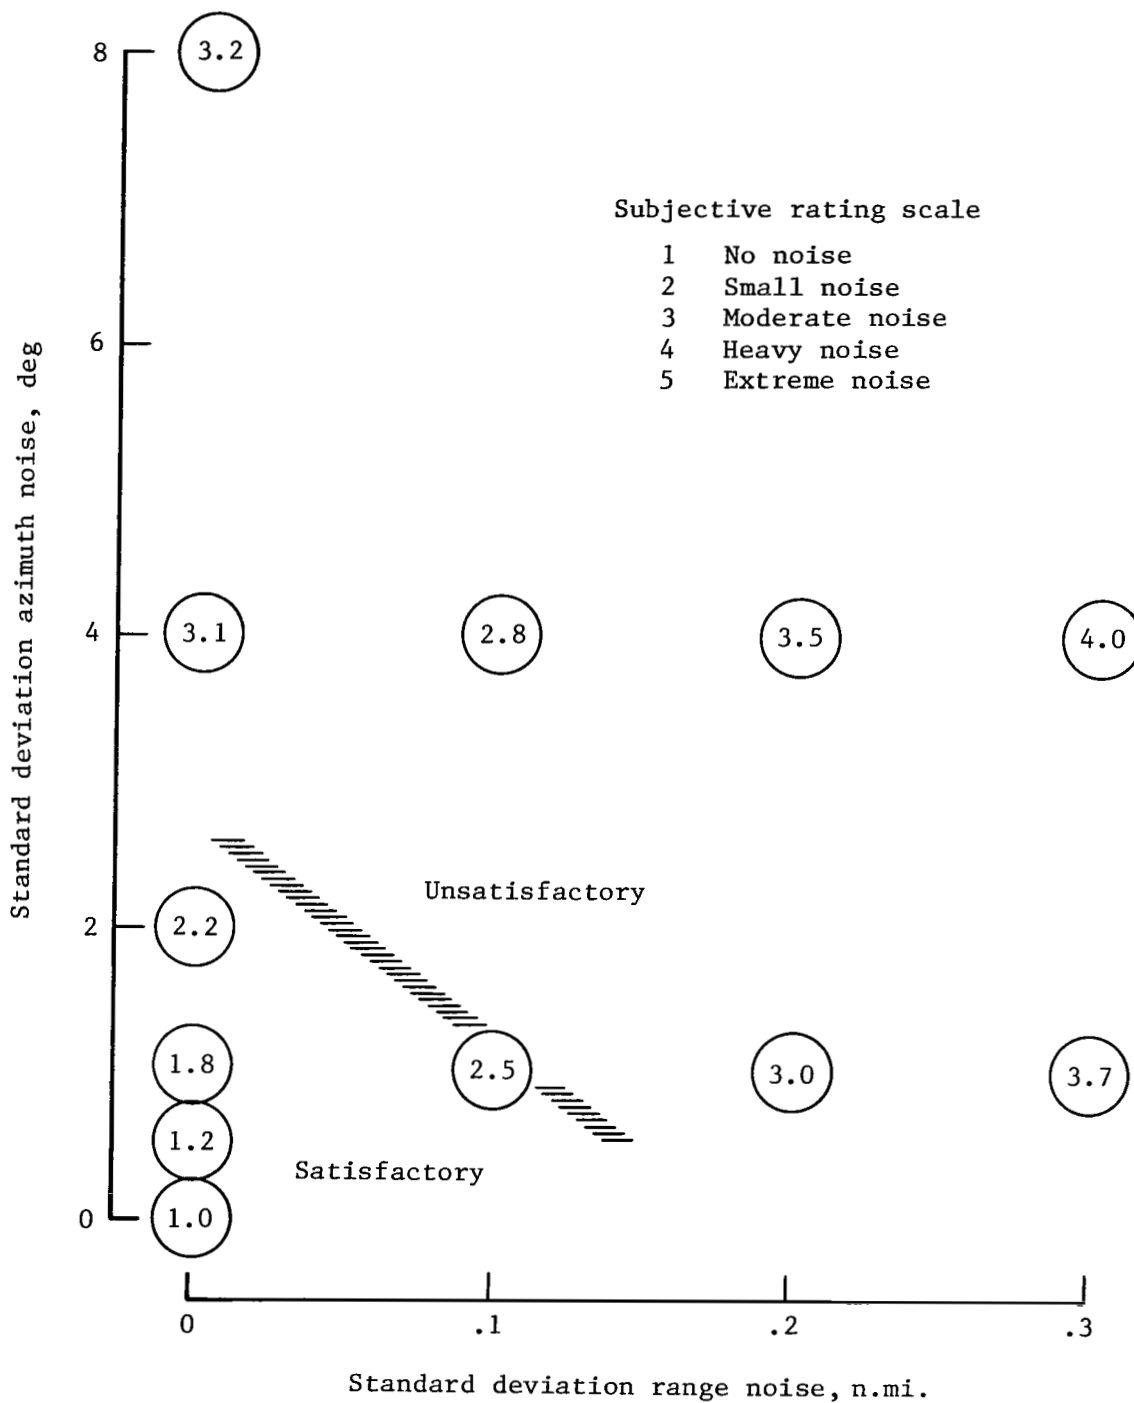 8
3.2
Subjective rating scale
1 No noise
2 Small noise
3 Moderate noise
4 Heavy noise
5 Extreme noise
6
Standard deviation azimuth noise, deg
4
3.1
2.8
3.5
4.0
Unsatisfactory
2
2.2
1.8
2.5
3.0
3.7
1.2
Satisfactory
0
1.0
0
.1
.2
.3
Standard deviation range noise, n.mi.